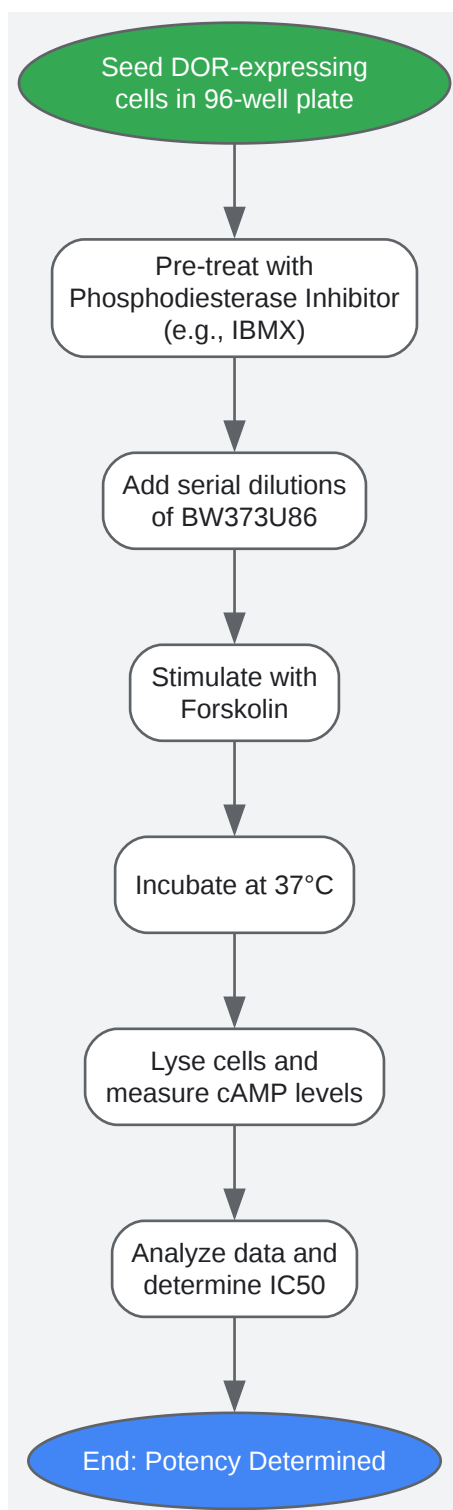 Seed DOR-expressing
cells in 96-well plate
Pre-treat with
Phosphodiesterase Inhibitor
(e.g., IBMX)
Add serial dilutions
of BW373U86
Stimulate with
Forskolin
Incubate at 37°C
Lyse cells and
measure cAMP levels
Analyze data and
determine IC50
End: Potency Determined